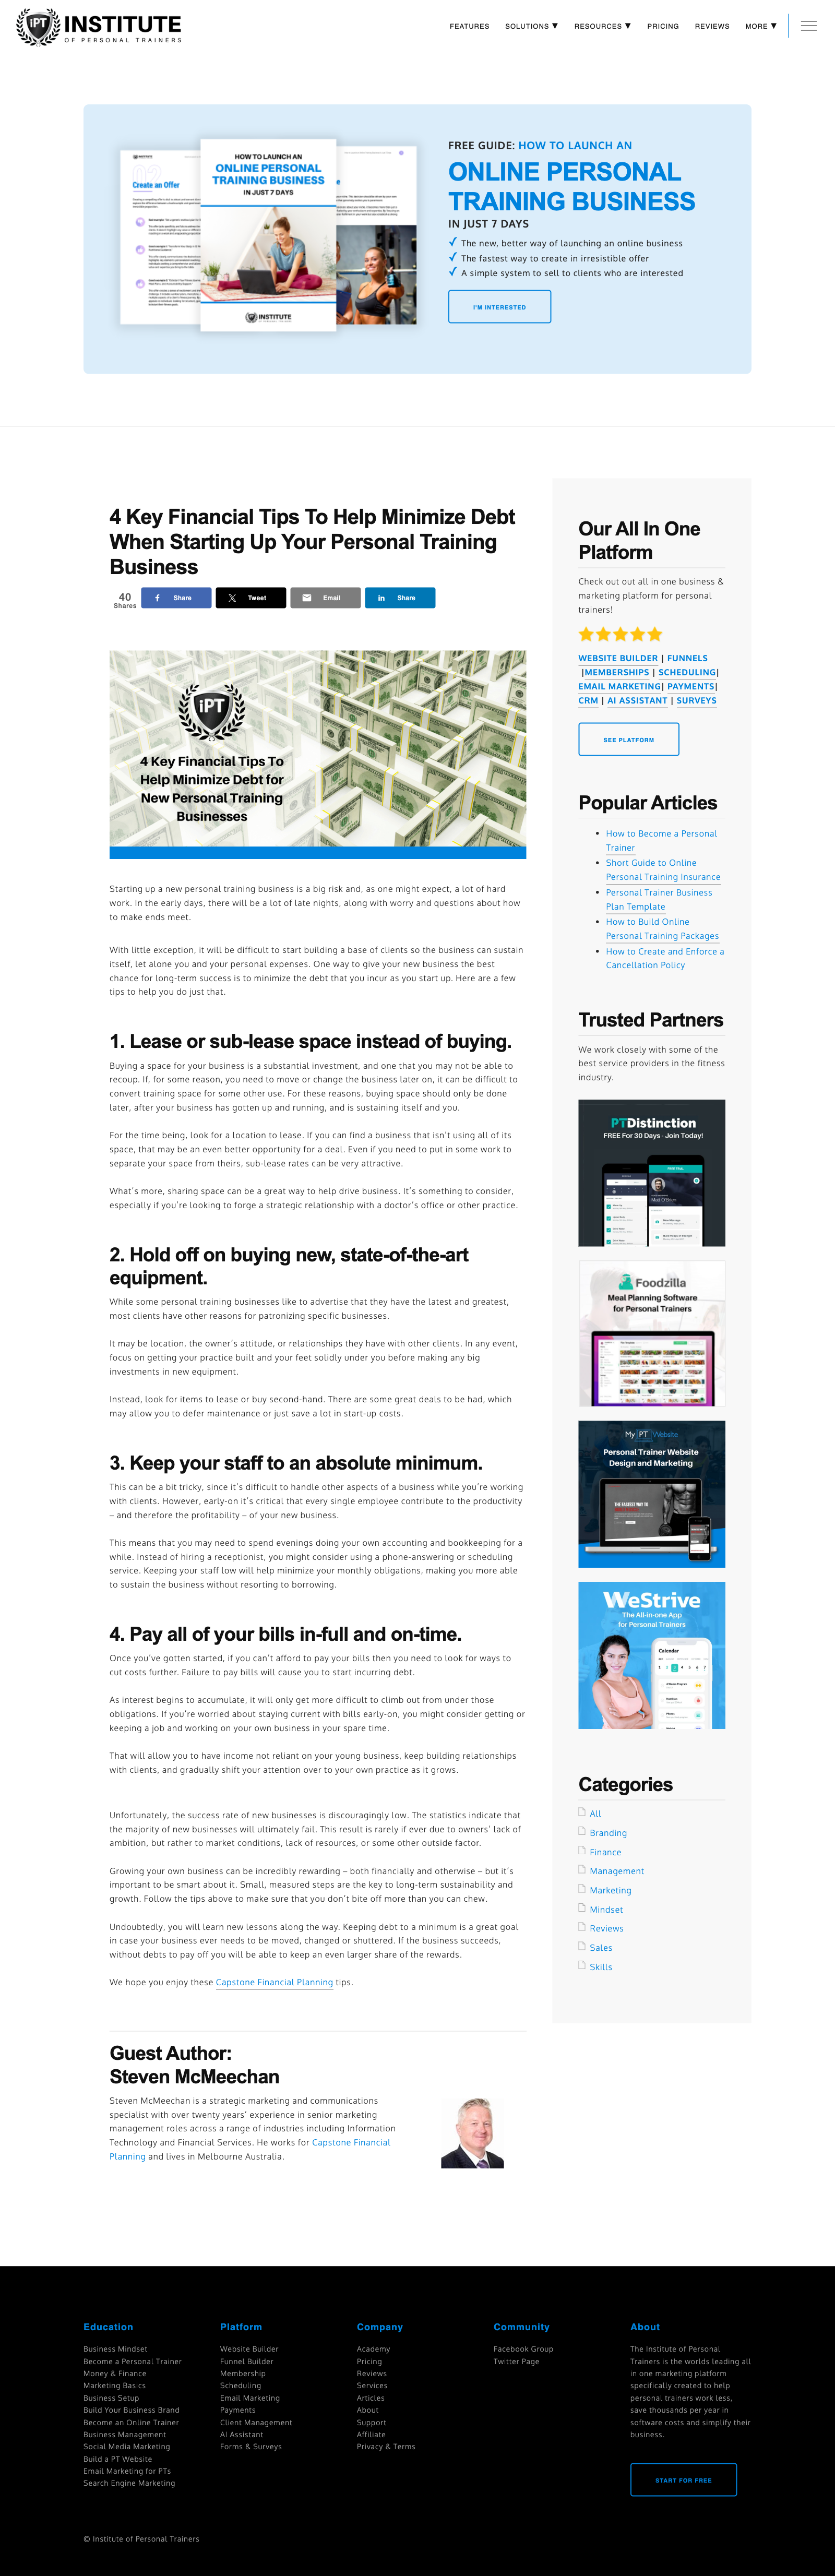 iPT INSTITUTE
OF PERSONAL TRAINERS
FEATURES
SOLUTIONS ▼
RESOURCES ▼
PRICING
REVIEWS
MORE ▼
Create an Offer
HOW TO LAUNCH AN
ONLINE PERSONAL
TRAINING BUSINESS
IN JUST 7 DAYS
INSTITUTE
FREE GUIDE: HOW TO LAUNCH AN
ONLINE PERSONAL
TRAINING BUSINESS
IN JUST 7 DAYS
✓ The new, better way of launching an online business
✓ The fastest way to create in irresistible offer
✓ A simple system to sell to clients who are interested
I'M INTERESTED
4 Key Financial Tips To Help Minimize Debt
When Starting Up Your Personal Training
Business
40
Shares
Share
Tweet
Email
Share
iPT
4 Key Financial Tips To
Help Minimize Debt for
New Personal Training
Businesses
Starting up a new personal training business is a big risk and, as one might expect, a lot of hard
work. In the early days, there will be a lot of late nights, along with worry and questions about how
to make ends meet.
With little exception, it will be difficult to start building a base of clients so the business can sustain
itself, let alone you and your personal expenses. One way to give your new business the best
chance for long-term success is to minimize the debt that you incur as you start up. Here are a few
tips to help you do just that.
1. Lease or sub-lease space instead of buying.
Buying a space for your business is a substantial investment, and one that you may not be able to
recoup. If, for some reason, you need to move or change the business later on, it can be difficult to
convert training space for some other use. For these reasons, buying space should only be done
later, after your business has gotten up and running, and is sustaining itself and you.
For the time being, look for a location to lease. If you can find a business that isn't using all of its
space, that may be an even better opportunity for a deal. Even if you need to put in some work to
separate your space from theirs, sub-lease rates can be very attractive.
What's more, sharing space can be a great way to help drive business. It's something to consider,
especially if you're looking to forge a strategic relationship with a doctor's office or other practice.
2. Hold off on buying new, state-of-the-art
equipment.
While some personal training businesses like to advertise that they have the latest and greatest,
most clients have other reasons for patronizing specific businesses.
It may be location, the owner's attitude, or relationships they have with other clients. In any event,
focus on getting your practice built and your feet solidly under you before making any big
investments in new equipment.
Instead, look for items to lease or buy second-hand. There are some great deals to be had, which
may allow you to defer maintenance or just save a lot in start-up costs.
3. Keep your staff to an absolute minimum.
This can be a bit tricky, since it's difficult to handle other aspects of a business while you're working
with clients. However, early-on it's critical that every single employee contribute to the productivity
– and therefore the profitability – of your new business.
This means that you may need to spend evenings doing your own accounting and bookkeeping for a
while. Instead of hiring a receptionist, you might consider using a phone-answering or scheduling
service. Keeping your staff low will help minimize your monthly obligations, making you more able
to sustain the business without resorting to borrowing.
4. Pay all of your bills in-full and on-time.
Once you've gotten started, if you can't afford to pay your bills then you need to look for ways to
cut costs further. Failure to pay bills will cause you to start incurring debt.
As interest begins to accumulate, it will only get more difficult to climb out from under those
obligations. If you're worried about staying current with bills early-on, you might consider getting or
keeping a job and working on your own business in your spare time.
That will allow you to have income not reliant on your young business, keep building relationships
with clients, and gradually shift your attention over to your own practice as it grows.
Unfortunately, the success rate of new businesses is discouragingly low. The statistics indicate that
the majority of new businesses will ultimately fail. This result is rarely if ever due to owners' lack of
ambition, but rather to market conditions, lack of resources, or some other outside factor.
Growing your own business can be incredibly rewarding – both financially and otherwise – but it's
important to be smart about it. Small, measured steps are the key to long-term sustainability and
growth. Follow the tips above to make sure that you don't bite off more than you can chew.
Undoubtedly, you will learn new lessons along the way. Keeping debt to a minimum is a great goal
in case your business ever needs to be moved, changed or shuttered. If the business succeeds,
without debts to pay off you will be able to keep an even larger share of the rewards.
We hope you enjoy these Capstone Financial Planning tips.
Guest Author:
Steven McMeechan
Steven McMeechan is a strategic marketing and communications
specialist with over twenty years' experience in senior marketing
management roles across a range of industries including Information
Technology and Financial Services. He works for Capstone Financial
Planning and lives in Melbourne Australia.
Our All In One
Platform
Check out out all in one business &
marketing platform for personal
trainers!
WEBSITE BUILDER | FUNNELS
|MEMBERSHIPS | SCHEDULING|
EMAIL MARKETING| PAYMENTS|
CRM | AI ASSISTANT | SURVEYS
SEE PLATFORM
Popular Articles
How to Become a Personal
Trainer
Short Guide to Online
Personal Training Insurance
Personal Trainer Business
Plan Template
How to Build Online
Personal Training Packages
How to Create and Enforce a
Cancellation Policy
Trusted Partners
We work closely with some of the
best service providers in the fitness
industry.
PTDistinction
FREE For 30 Days - Join Today!
Foodzilla
Meal Planning Software
for Personal Trainers
My PT Website
Personal Trainer Website
Design and Marketing
WeStrive
The All-in-one App
for Personal Trainers
Calendar
Categories
All
Branding
Finance
Management
Marketing
Mindset
Reviews
Sales
Skills
Education
Business Mindset
Become a Personal Trainer
Money & Finance
Marketing Basics
Business Setup
Build Your Business Brand
Become an Online Trainer
Business Management
Social Media Marketing
Build a PT Website
Email Marketing for PTs
Search Engine Marketing
Platform
Website Builder
Funnel Builder
Membership
Scheduling
Email Marketing
Payments
Client Management
AI Assistant
Forms & Surveys
Company
Academy
Pricing
Reviews
Services
Articles
About
Support
Affiliate
Privacy & Terms
Community
Facebook Group
Twitter Page
About
The Institute of Personal
Trainers is the worlds leading all
in one marketing platform
specifically created to help
personal trainers work less,
save thousands per year in
software costs and simplify their
business.
START FOR FREE
© Institute of Personal Trainers